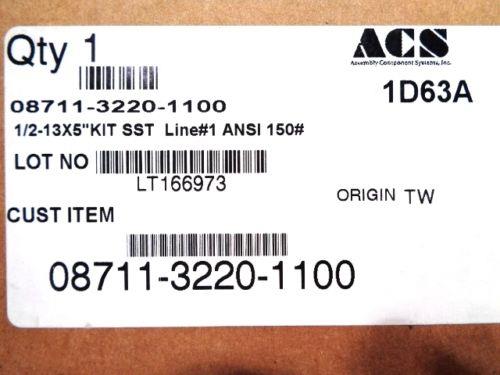 Qty 1
ACS
Assembly Component Systems, Inc.
08711-3220-1100
1D63A
1/2-13X5"KIT SST Line#1 ANSI 150#
LOT NO
LT166973
ORIGIN TW
CUST ITEM
08711-3220-1100